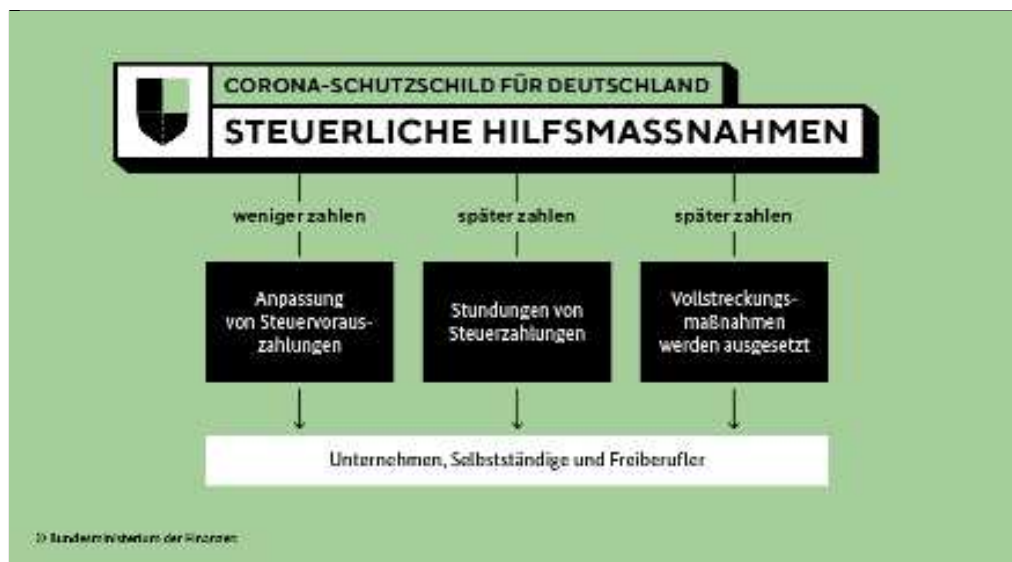 CORONA-SCHUTZSCHILD FÜR DEUTSCHLAND
STEUERLICHE HILFSMASSNAHMEN
weniger zahlen
später zahlen
später zahlen
Anpassung
von Steuervoraus-
zahlungen
Stundungen von
Steuerzahlungen
Vollstreckungs-
maßnahmen
werden ausgesetzt
Unternehmen, Selbstständige und Freiberufler
© Bundesministerium der Finanzen